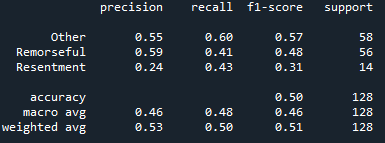 precision recall f1-score support
Other 0.55 0.60 0.57 58
Remorseful 0.59 0.41 0.48 56
Resentment 0.24 0.43 0.31 14
accuracy 0.50 128
macro avg 0.46 0.48 0.46 128
weighted avg 0.53 0.50 0.51 128